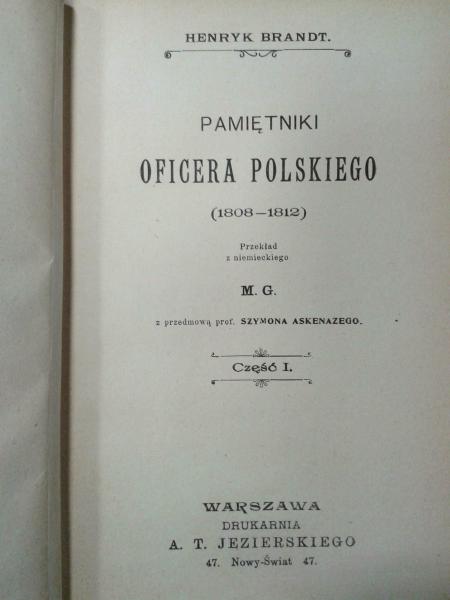 HENRYK BRANDT.
PAMIĘTNIKI
OFICERA POLSKIEGO
(1808—1812)
Przekład
z niemieckiego
M. G.
z przedmową prof. SZYMONA ASKENAZEGO.
Część I.
WARSZAWA
DRUKARNIA
A. T. JEZIERSKIEGO
47. Nowy-Świat 47.